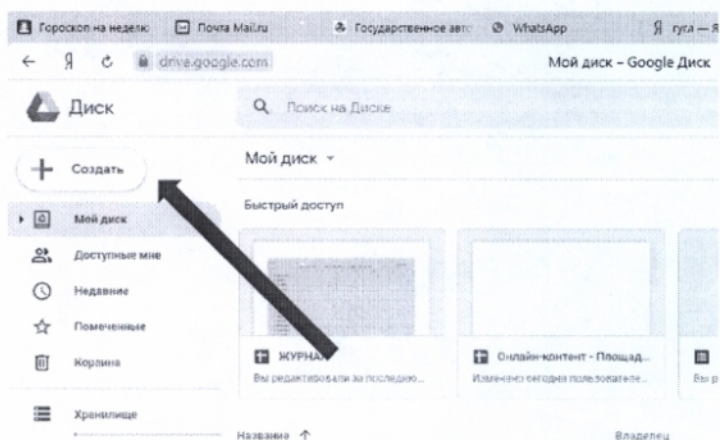 Гороскоп на неделю Почта Mail.ru Государственное авто WhatsApp гугл — Я
drive.google.com Мой диск – Google Диск
Диск Поиск на Диске
Создать Мой диск
Быстрый доступ
Мой диск
Доступные мне
Недавние
Помеченные
Корзина
Хранилище
ЖУРНАЛ
Вы редактировали за последню...
Онлайн-контент - Площад...
Изменено сегодня пользователе...
Вы р
Название Владелец